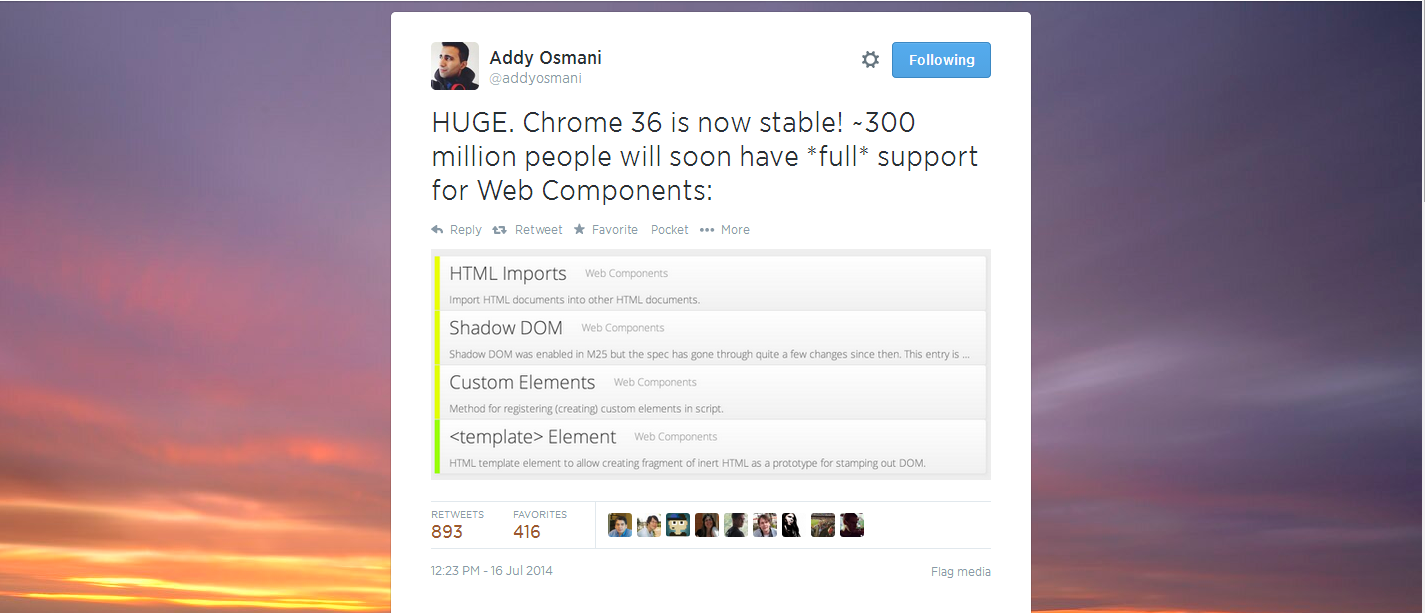 Addy Osmani
@addyosmani
Following
HUGE. Chrome 36 is now stable! ~300
million people will soon have *full* support
for Web Components:
Reply Retweet Favorite Pocket More
HTML Imports Web Components
Import HTML documents into other HTML documents.
Shadow DOM Web Components
Shadow DOM was enabled in M25 but the spec has gone through quite a few changes since then. This entry is ...
Custom Elements Web Components
Method for registering (creating) custom elements in script.
<template> Element Web Components
HTML template element to allow creating fragment of inert HTML as a prototype for stamping out DOM.
RETWEETS FAVORITES
893 416
12:23 PM - 16 Jul 2014 Flag media